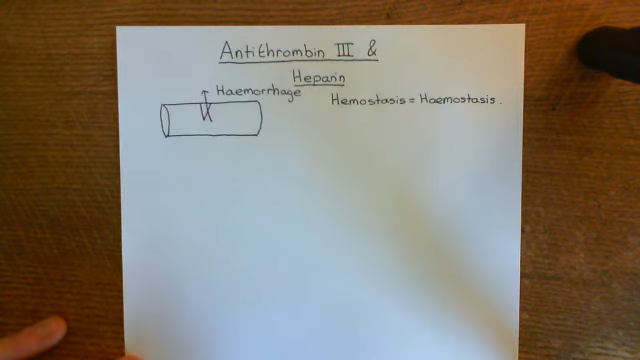 Antithrombin III &
Heparin
Haemorrhage
Hemostasis = Haemostasis.